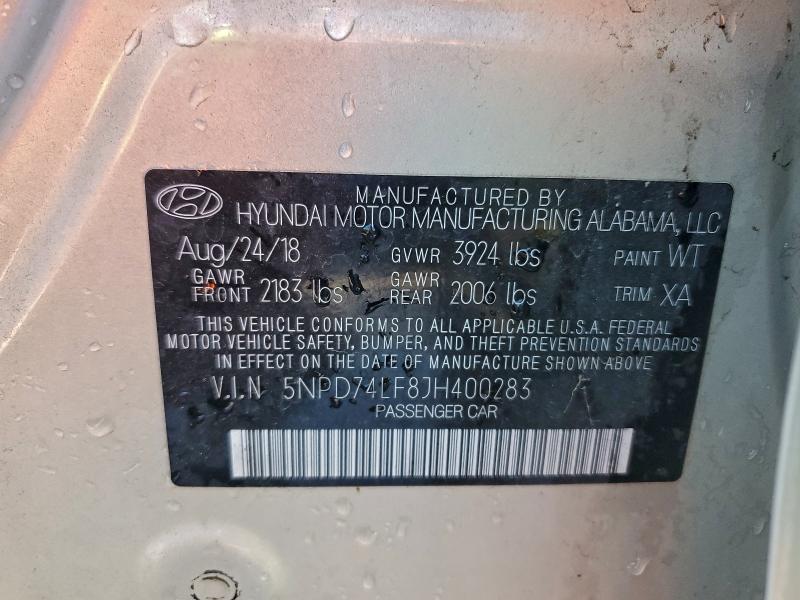 MANUFACTURED BY
HYUNDAI MOTOR MANUFACTURING ALABAMA, LLC
Aug/24/18 GVWR 3924 lbs PAINT WT
GAWR FRONT 2183 lbs GAWR REAR 2006 lbs TRIM XA
THIS VEHICLE CONFORMS TO ALL APPLICABLE U.S.A. FEDERAL
MOTOR VEHICLE SAFETY, BUMPER, AND THEFT PREVENTION STANDARDS
IN EFFECT ON THE DATE OF MANUFACTURE SHOWN ABOVE.
V.I.N 5NPD74LF8JH400283
PASSENGER CAR